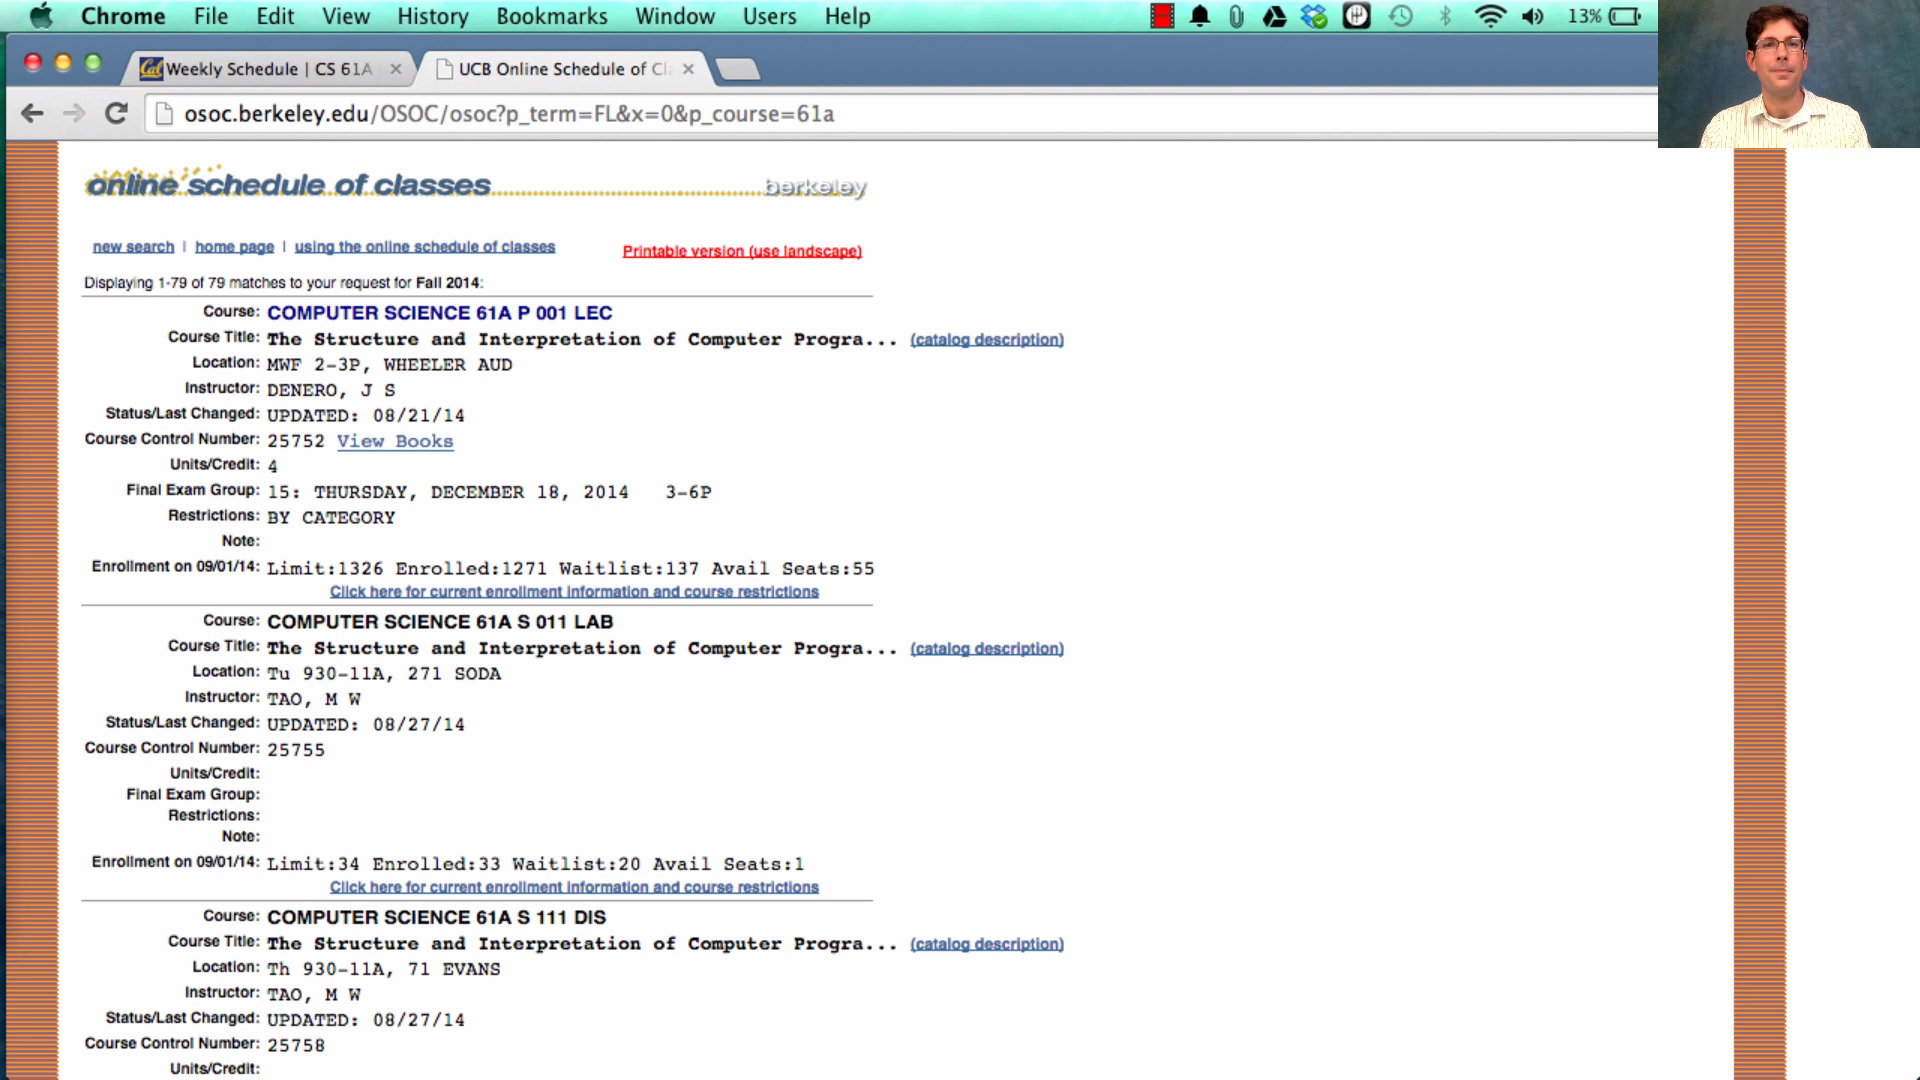 Chrome File Edit View History Bookmarks Window Users Help 13%
Weekly Schedule | CS 61A
UCB Online Schedule of Cla
osoc.berkeley.edu/OSOC/osoc?p_term=FL&x=0&p_course=61a
online schedule of classes berkeley
new search | home page | using the online schedule of classes Printable version (use landscape)
Displaying 1-79 of 79 matches to your request for Fall 2014:
Course: COMPUTER SCIENCE 61A P 001 LEC
Course Title: The Structure and Interpretation of Computer Progra... (catalog description)
Location: MWF 2-3P, WHEELER AUD
Instructor: DENERO, J S
Status/Last Changed: UPDATED: 08/21/14
Course Control Number: 25752 View Books
Units/Credit: 4
Final Exam Group: 15: THURSDAY, DECEMBER 18, 2014 3-6P
Restrictions: BY CATEGORY
Note:
Enrollment on 09/01/14: Limit:1326 Enrolled:1271 Waitlist:137 Avail Seats:55
Click here for current enrollment information and course restrictions
Course: COMPUTER SCIENCE 61A S 011 LAB
Course Title: The Structure and Interpretation of Computer Progra... (catalog description)
Location: Tu 930-11A, 271 SODA
Instructor: TAO, M W
Status/Last Changed: UPDATED: 08/27/14
Course Control Number: 25755
Units/Credit:
Final Exam Group:
Restrictions:
Note:
Enrollment on 09/01/14: Limit:34 Enrolled:33 Waitlist:20 Avail Seats:1
Click here for current enrollment information and course restrictions
Course: COMPUTER SCIENCE 61A S 111 DIS
Course Title: The Structure and Interpretation of Computer Progra... (catalog description)
Location: Th 930-11A, 71 EVANS
Instructor: TAO, M W
Status/Last Changed: UPDATED: 08/27/14
Course Control Number: 25758
Units/Credit: